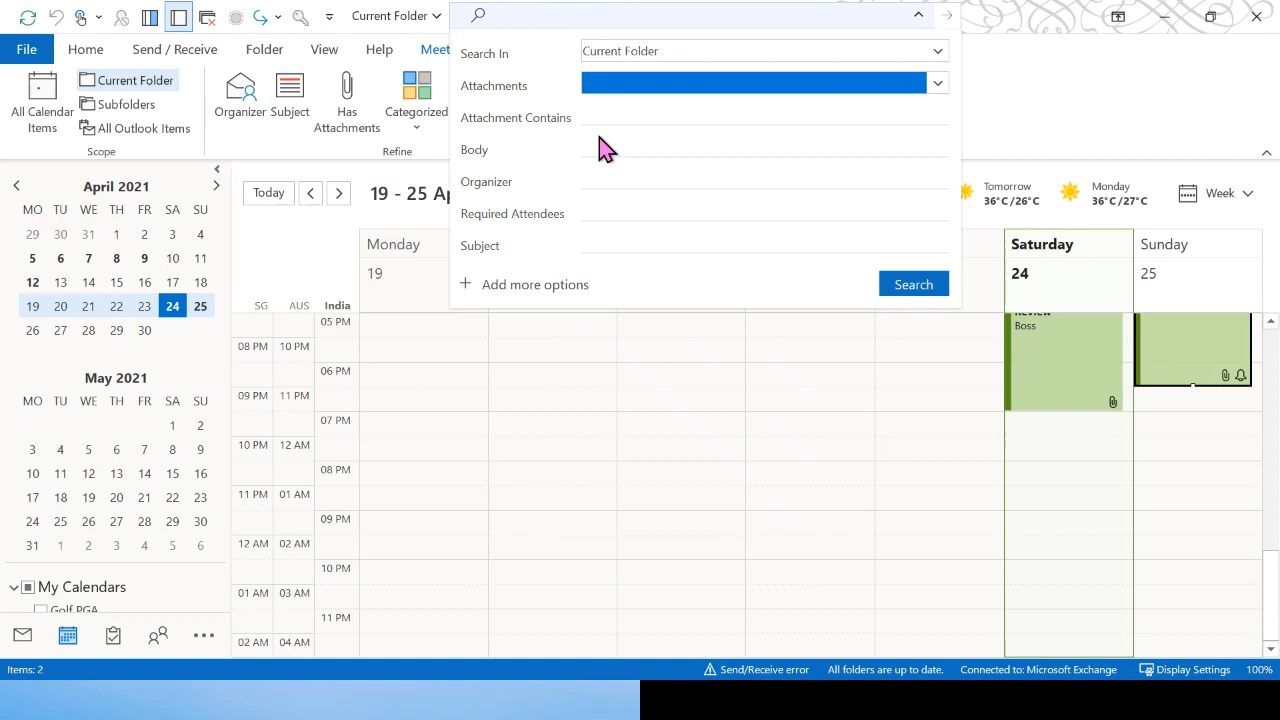 Current Folder
File Home Send / Receive Folder View Help Meet
All Calendar Items
Current Folder
Subfolders
All Outlook Items
Scope
Organizer
Subject
Has Attachments
Categorized
Refine
Search In Current Folder
Attachments
Attachment Contains
Body
Organizer
Required Attendees
Subject
Add more options
Search
April 2021
MO TU WE TH FR SA SU
29 30 31 1 2 3 4
5 6 7 8 9 10 11
12 13 14 15 16 17 18
19 20 21 22 23 24 25
26 27 28 29 30
May 2021
MO TU WE TH FR SA SU
1 2
3 4 5 6 7 8 9
10 11 12 13 14 15 16
17 18 19 20 21 22 23
24 25 26 27 28 29 30
31 1 2 3 4 5 6
My Calendars
Golf PGA
Today
19 - 25 Ap
Tomorrow
36°C/26°C
Monday
36°C/27°C
Week
Monday Saturday Sunday
19 24 25
SG AUS India
05 PM
08 PM 10 PM
06 PM
09 PM 11 PM
07 PM
10 PM 12 AM
08 PM
11 PM 01 AM
09 PM
12 AM 02 AM
10 PM
01 AM 03 AM
11 PM
02 AM 04 AM
Review
Boss
Items: 2
Send/Receive error
All folders are up to date.
Connected to: Microsoft Exchange
Display Settings
100%